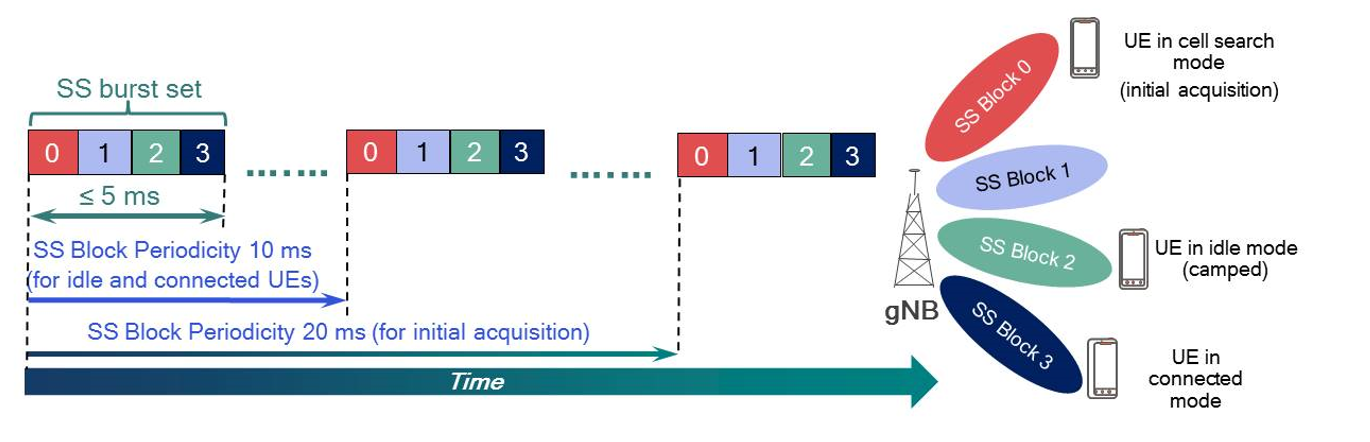 SS burst set
0 1 2 3
0 1 2 3
0 1 2 3
≤ 5 ms
SS Block Periodicity 10 ms
(for idle and connected UEs)
SS Block Periodicity 20 ms (for initial acquisition)
Time
SS Block 0
SS Block 1
SS Block 2
SS Block 3
gNB
UE in cell search
mode
(initial acquisition)
UE in idle mode
(camped)
UE in
connected
mode